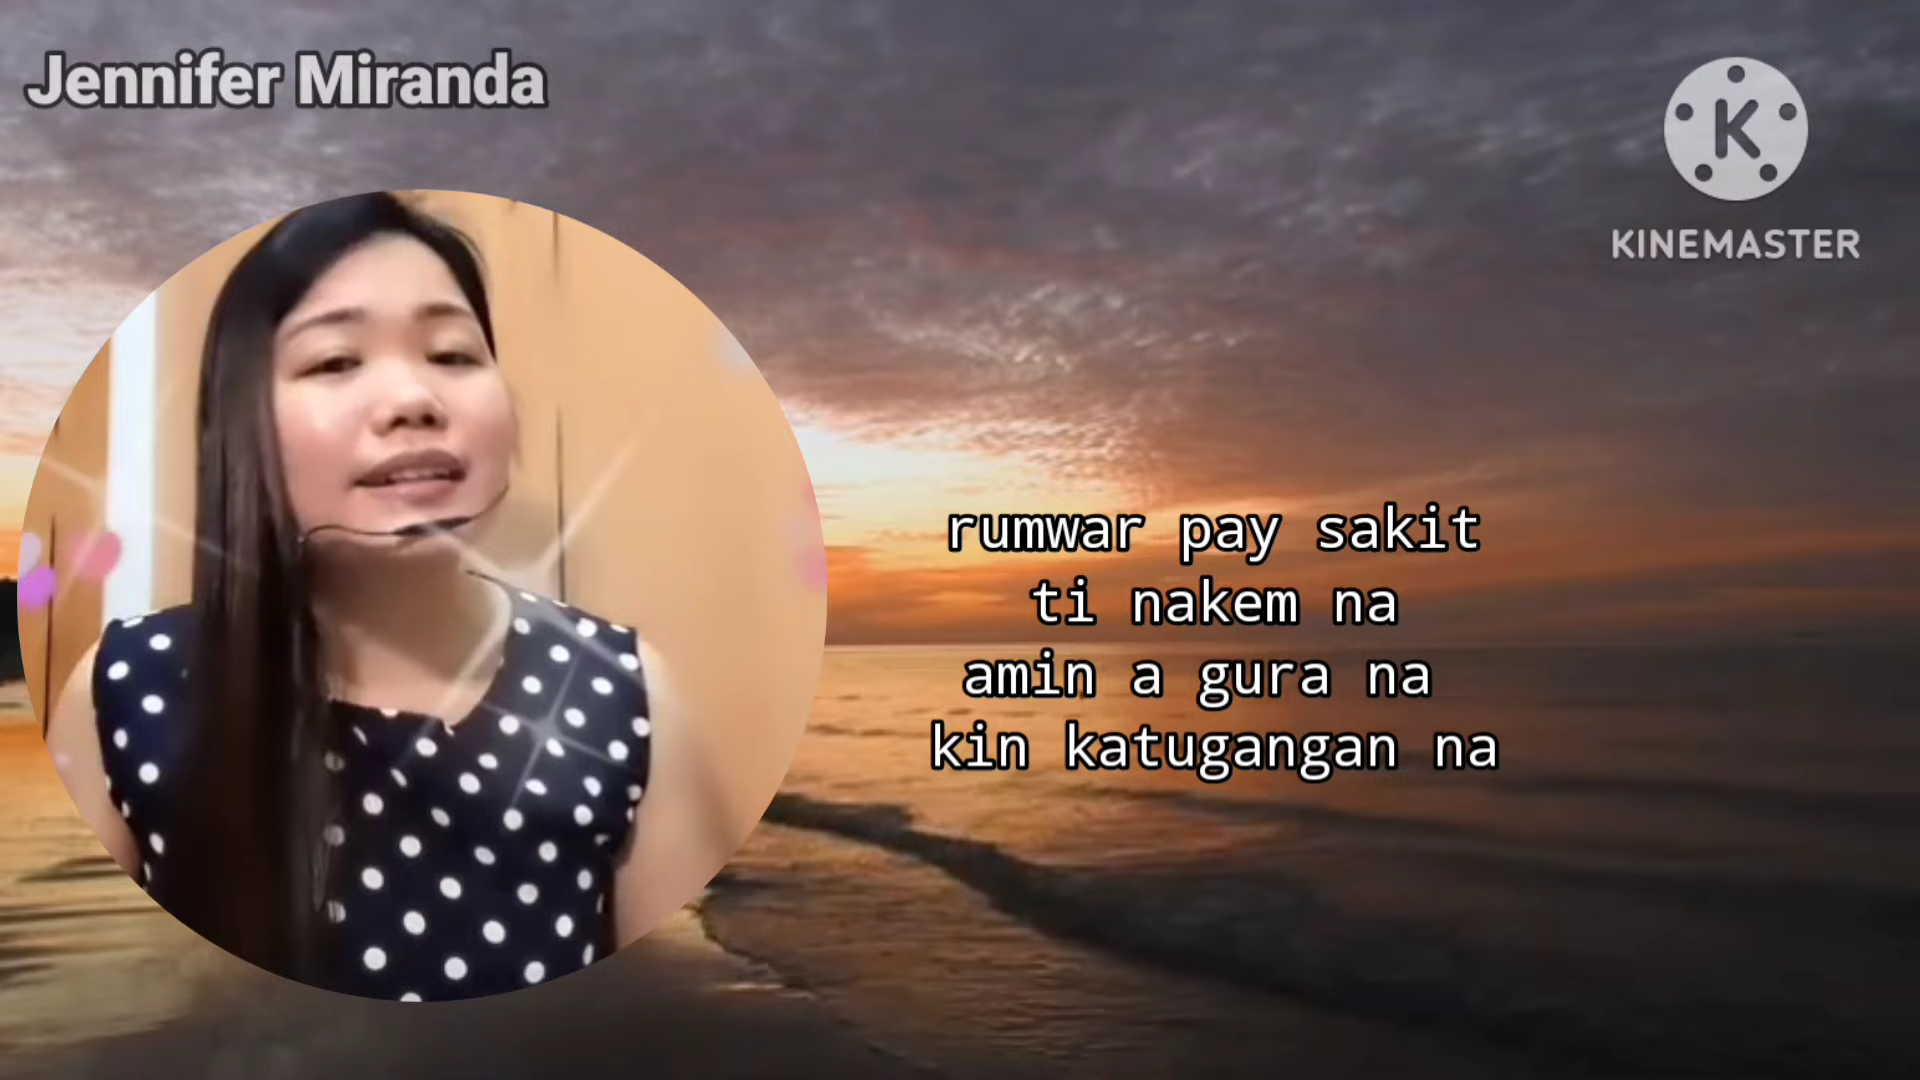 Jennifer Miranda
K
KINEMASTER
rumwar pay sakit
ti nakem na
amin a gura na
kin katugangan na